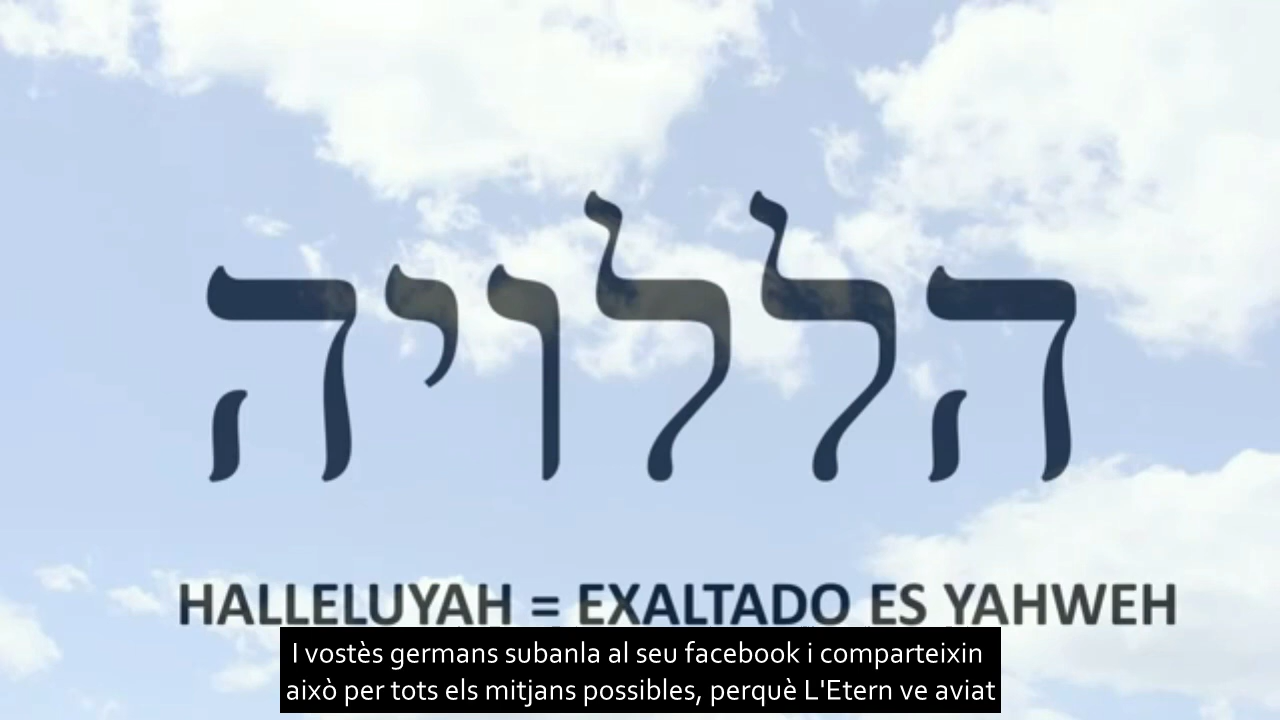 הללויה
HALLELUYAH = EXALTADO ES YAHWEH
I vostès germans subanla al seu facebook i comparteixin
això per tots els mitjans possibles, perquè L'Etern ve aviat